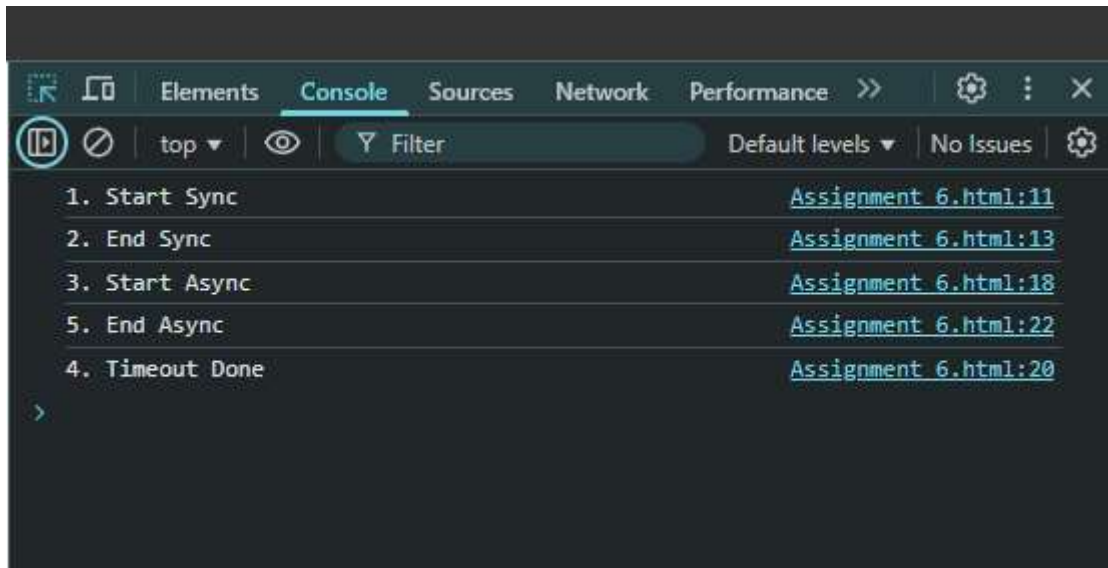 Elements Console Sources Network Performance
top Filter Default levels No Issues
1. Start Sync Assignment 6.html:11
2. End Sync Assignment 6.html:13
3. Start Async Assignment 6.html:18
5. End Async Assignment 6.html:22
4. Timeout Done Assignment 6.html:20